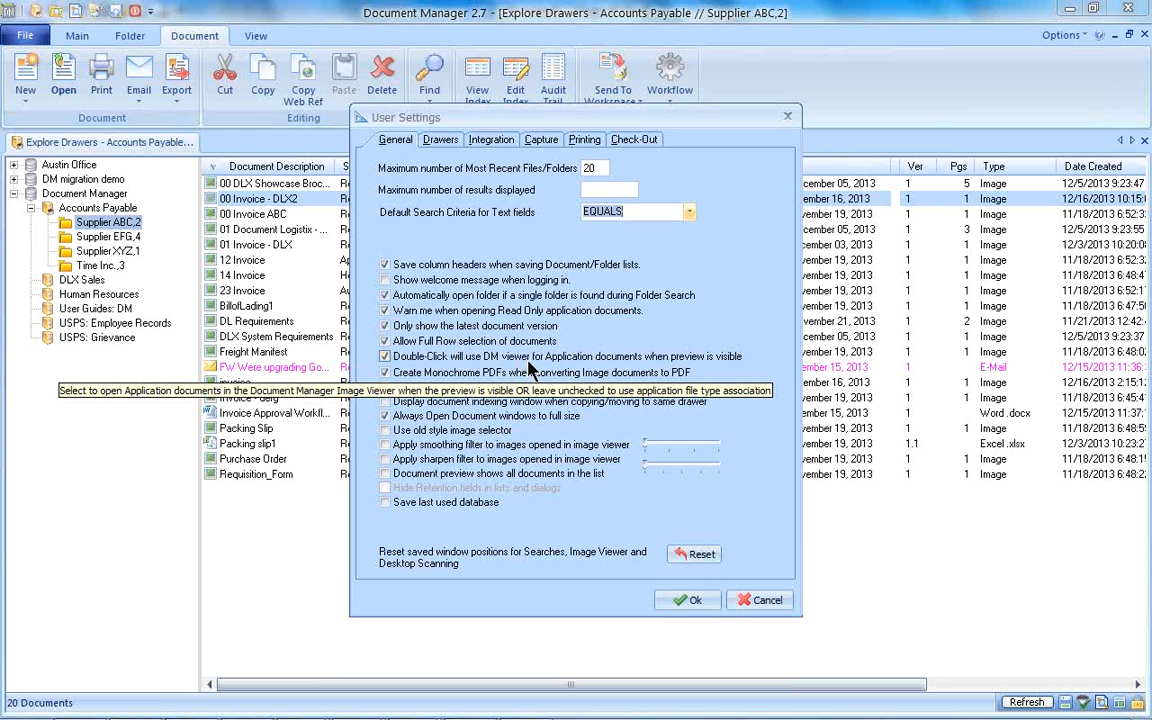 Document Manager 2.7 - [Explore Drawers - Accounts Payable // Supplier ABC,2]
File Main Folder Document View Options
New Open Print Email Export Cut Copy Copy Web Ref Paste Delete Find View Index Edit Index Audit Trail Send To Workspace Workflow
Document Editing
Explore Drawers - Accounts Payable...
Austin Office
DM migration demo
Document Manager
Accounts Payable
Supplier ABC,2
Supplier EFG,4
Supplier XYZ,1
Time Inc.,3
DLX Sales
Human Resources
User Guides: DM
USPS: Employee Records
USPS: Grievance
Document Description
00 DLX Showcase Broc...
00 Invoice - DLX2
00 Invoice ABC
01 Document Logistix - ...
01 Invoice - DLX
12 Invoice
14 Invoice
23 Invoice
BillofLading1
DL Requirements
DLX System Requirements
Freight Manifest
FW Were upgrading Go...
Invoice Approval Workfl...
Packing Slip
Packing slip1
Purchase Order
Requisition_Form
User Settings
General Drawers Integration Capture Printing Check-Out
Maximum number of Most Recent Files/Folders 20
Maximum number of results displayed
Default Search Criteria for Text fields EQUALS
Save column headers when saving Document/Folder lists.
Show welcome message when logging in.
Automatically open folder if a single folder is found during Folder Search
Warn me when opening Read Only application documents.
Only show the latest document version
Allow Full Row selection of documents
Double-Click will use DM viewer for Application documents when preview is visible
Create Monochrome PDFs when converting Image documents to PDF
Select to open Application documents in the Document Manager Image Viewer when the preview is visible OR leave unchecked to use application file type association
Display document indexing window when copying/moving to same drawer
Always Open Document windows to full size
Use old style image selector
Apply smoothing filter to images opened in image viewer
Apply sharpen filter to images opened in image viewer
Document preview shows all documents in the list
Hide Retention fields in lists and dialogs
Save last used database
Reset saved window positions for Searches, Image Viewer and
Desktop Scanning
Reset
Ok Cancel
Ver Pgs Type Date Created
cember 05, 2013 1 5 Image 12/5/2013 9:23:47
cember 16, 2013 1 1 Image 12/16/2013 10:15:
vember 19, 2013 1 1 Image 11/18/2013 6:52:3
cember 05, 2013 1 3 Image 12/5/2013 9:23:55
cember 03, 2013 1 1 Image 12/3/2013 10:20:0
vember 19, 2013 1 1 Image 11/18/2013 6:52:1
vember 19, 2013 1 1 Image 11/18/2013 6:48:4
vember 19, 2013 1 1 Image 11/18/2013 6:52:1
vember 19, 2013 1 1 Image 11/18/2013 6:47:5
vember 21, 2013 1 2 Image 12/3/2013 12:42:
vember 19, 2013 1 1 Image 11/18/2013 6:52:4
vember 19, 2013 1 1 Image 11/18/2013 6:48:1
vember 15, 2013 1 E-Mail 11/15/2013 11:36:
cember 16, 2013 1 1 Image 12/16/2013 2:15:1
vember 19, 2013 1 1 Image
vember 15, 2013 1 Word .docx 12/5/2013 11:37:
vember 19, 2013 1 1 Image 11/18/2013 6:48:1
vember 19, 2013 1.1 Excel .xlsx 12/3/2013 10:23:2
vember 19, 2013 1 1 Image 11/18/2013 6:48:3
vember 19, 2013 1 1 Image 11/18/2013 6:48:2
20 Documents Refresh